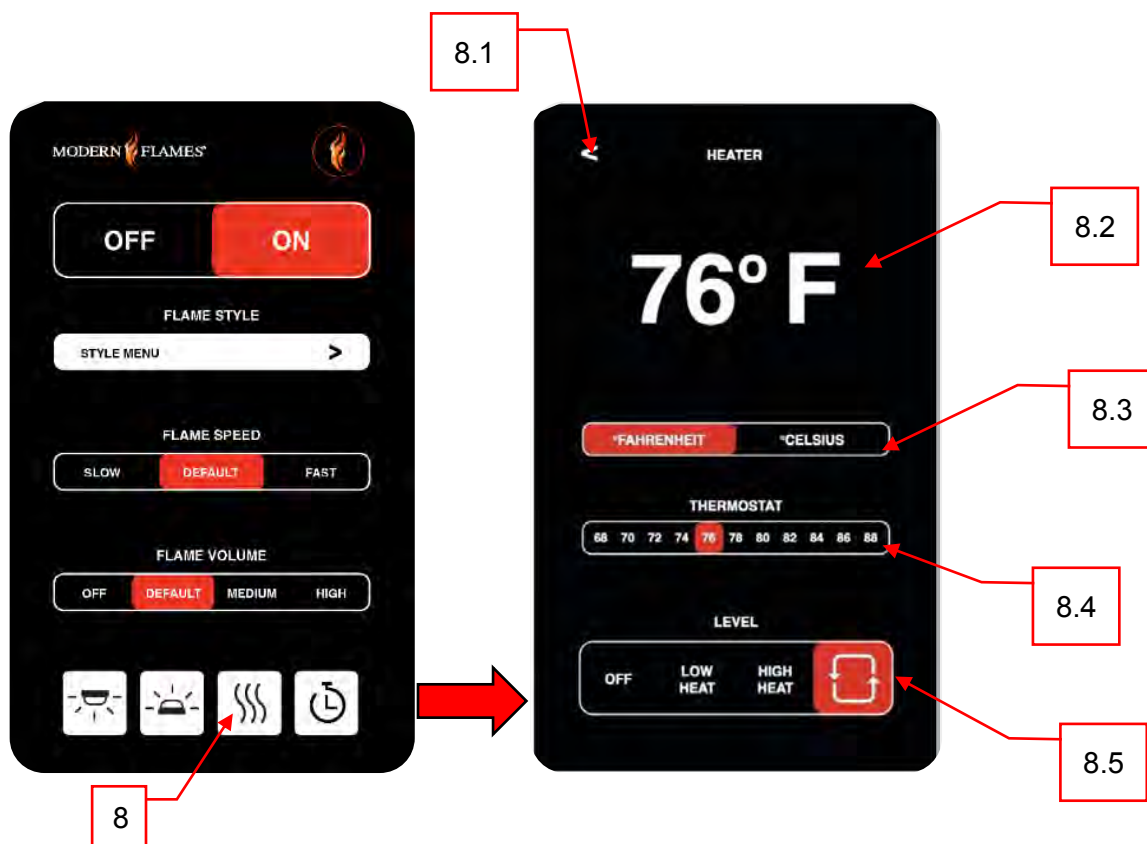 8.1
MODERN FLAMES®
OFF ON
FLAME STYLE
STYLE MENU >
FLAME SPEED
SLOW DEFAULT FAST
FLAME VOLUME
OFF DEFAULT MEDIUM HIGH
8
< HEATER
76° F
8.2
°FAHRENHEIT °CELSIUS
8.3
THERMOSTAT
68 70 72 74 76 78 80 82 84 86 88
8.4
LEVEL
OFF LOW HEAT HIGH HEAT
8.5